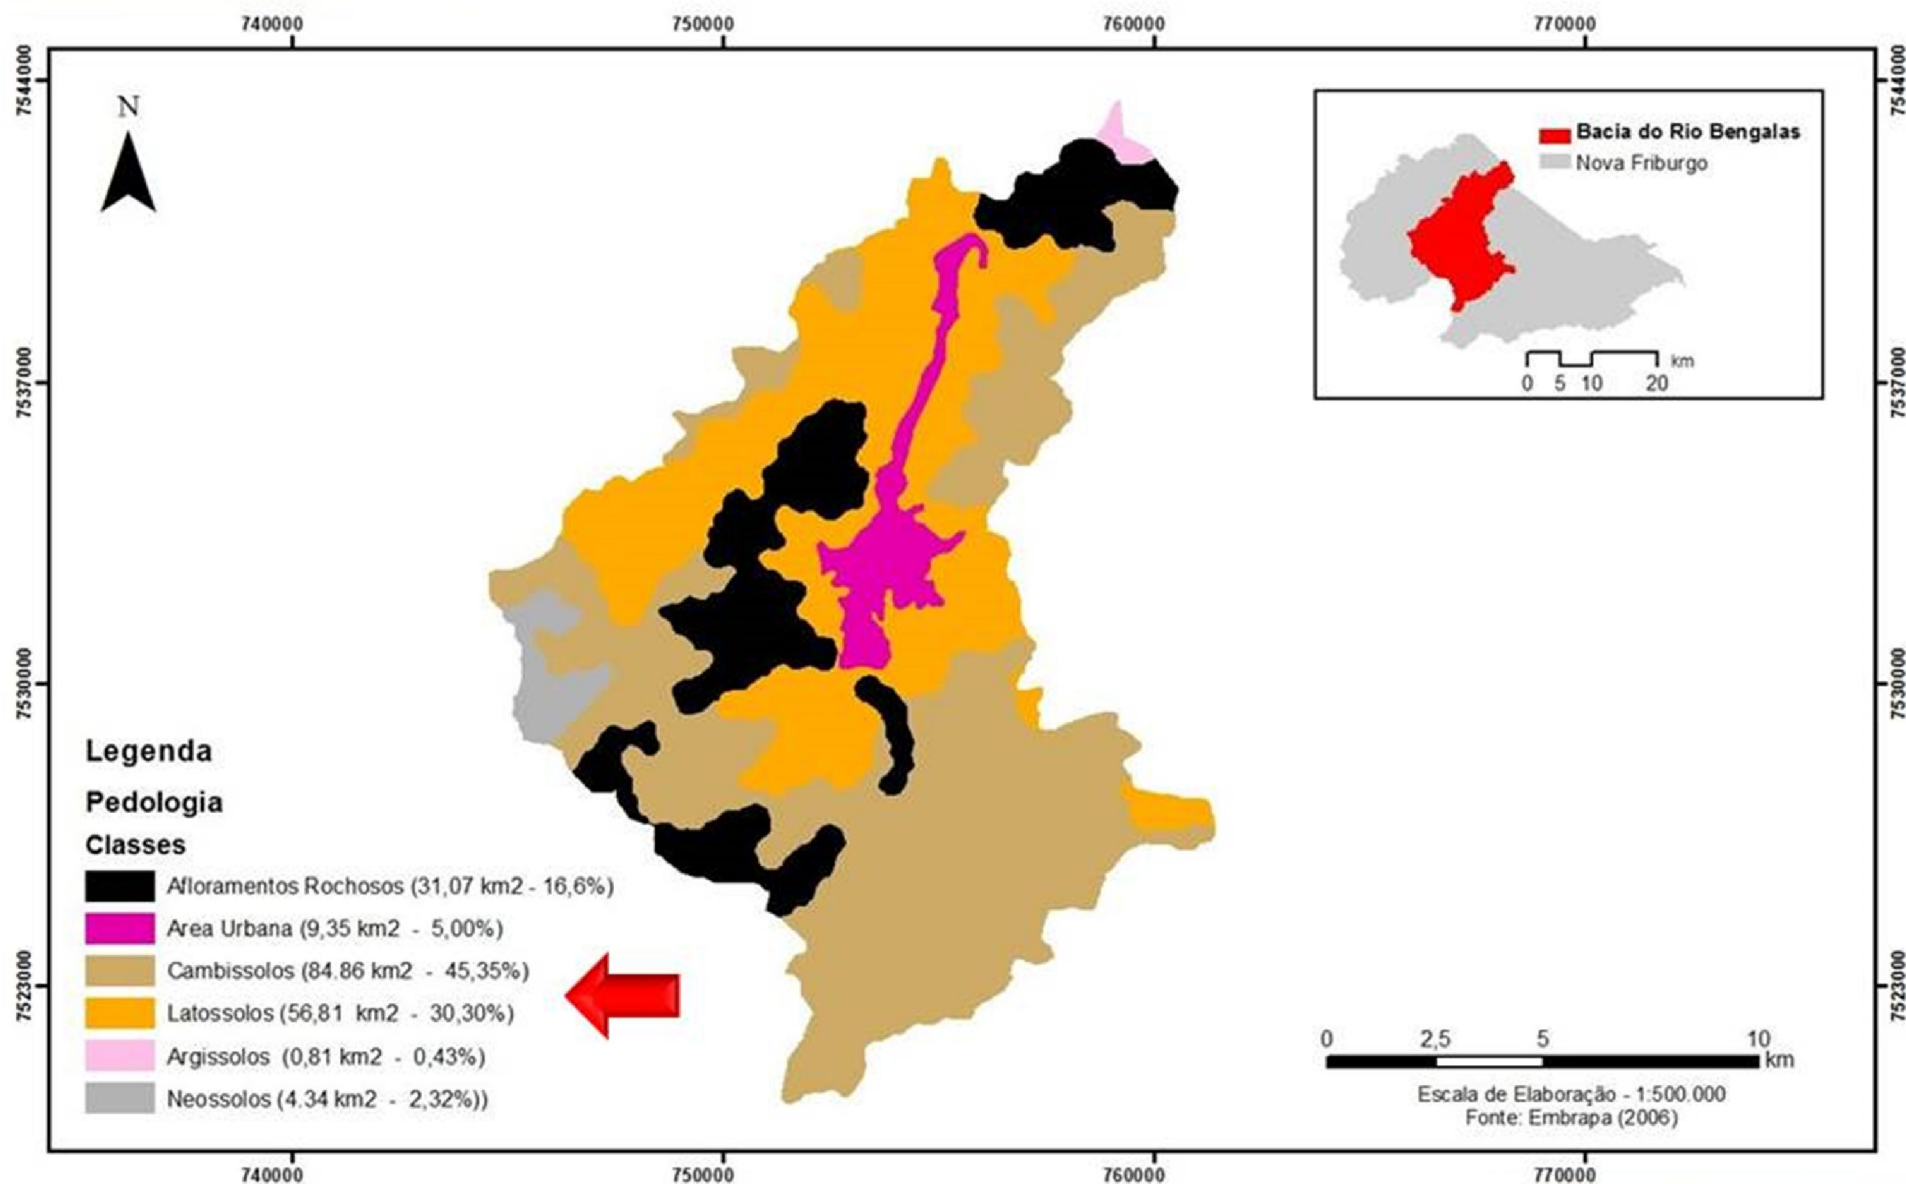 740000
750000
760000
770000
7544000
7544000
N
Bacia do Rio Bengalas
Nova Friburgo
km
0 5 10 20
7537000
7537000
7530000
7530000
Legenda
Pedologia
Classes
Afloramentos Rochosos (31,07 km2 - 16,6%)
Area Urbana (9,35 km2 - 5,00%)
Cambissolos (84.86 km2 - 45,35%)
Latossolos (56,81 km2 - 30,30%)
Argissolos (0,81 km2 - 0,43%)
Neossolos (4.34 km2 - 2,32%))
7523000
7523000
0 2,5 5 10
km
Escala de Elaboração - 1:500.000
Fonte: Embrapa (2006)
740000
750000
760000
770000